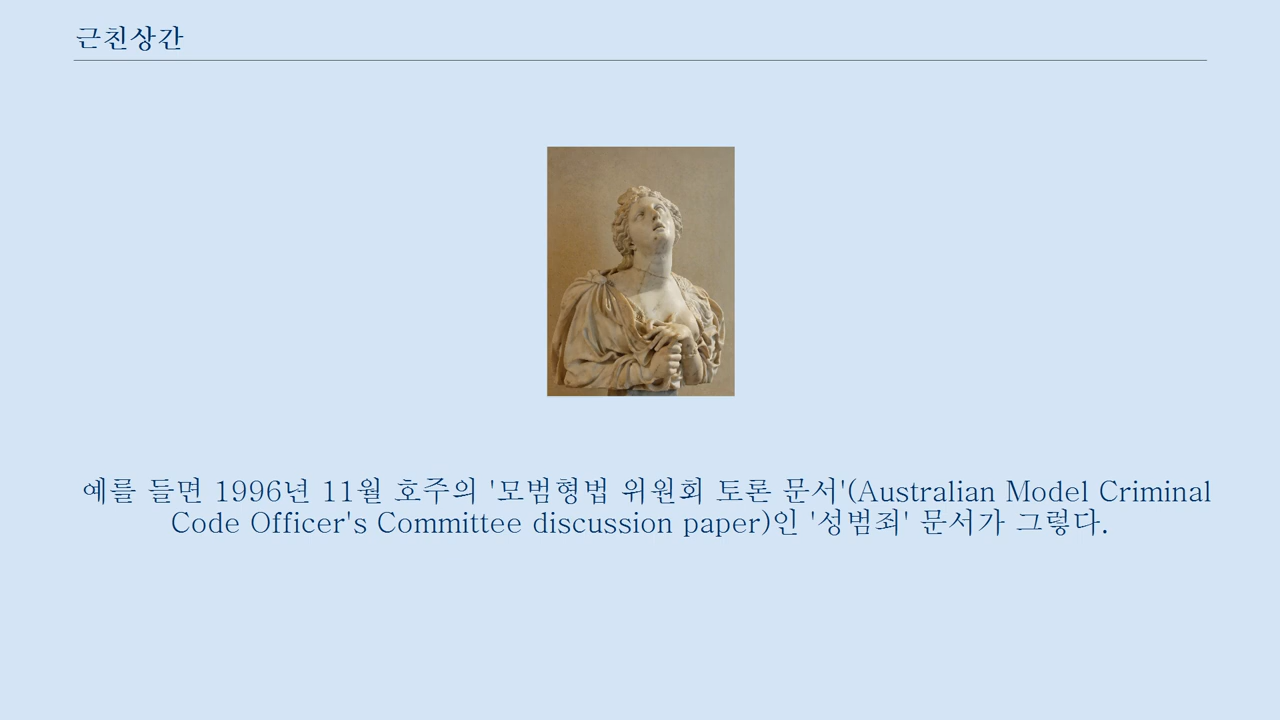 근친상간
예를 들면 1996년 11월 호주의 '모범형법 위원회 토론 문서'(Australian Model Criminal
Code Officer's Committee discussion paper)인 '성범죄' 문서가 그렇다.